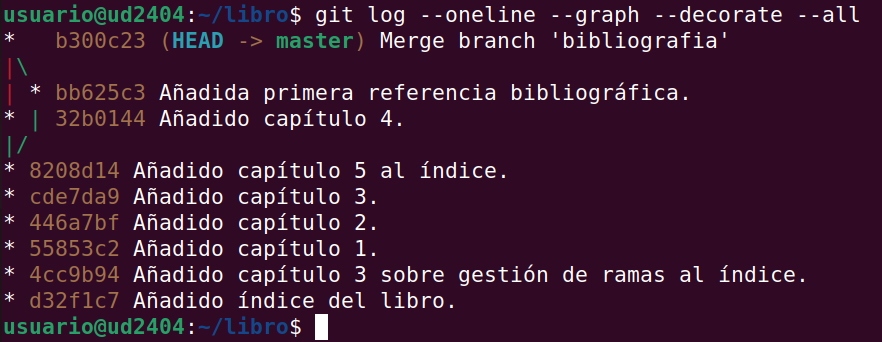 usuario@ud2404:~/libro$ git log --oneline --graph --decorate --all
*   b300c23 (HEAD -> master) Merge branch 'bibliografia'
|\
| * bb625c3 Añadida primera referencia bibliográfica.
* | 32b0144 Añadido capítulo 4.
|/
* 8208d14 Añadido capítulo 5 al índice.
* cde7da9 Añadido capítulo 3.
* 446a7bf Añadido capítulo 2.
* 55853c2 Añadido capítulo 1.
* 4cc9b94 Añadido capítulo 3 sobre gestión de ramas al índice.
* d32f1c7 Añadido índice del libro.
usuario@ud2404:~/libro$